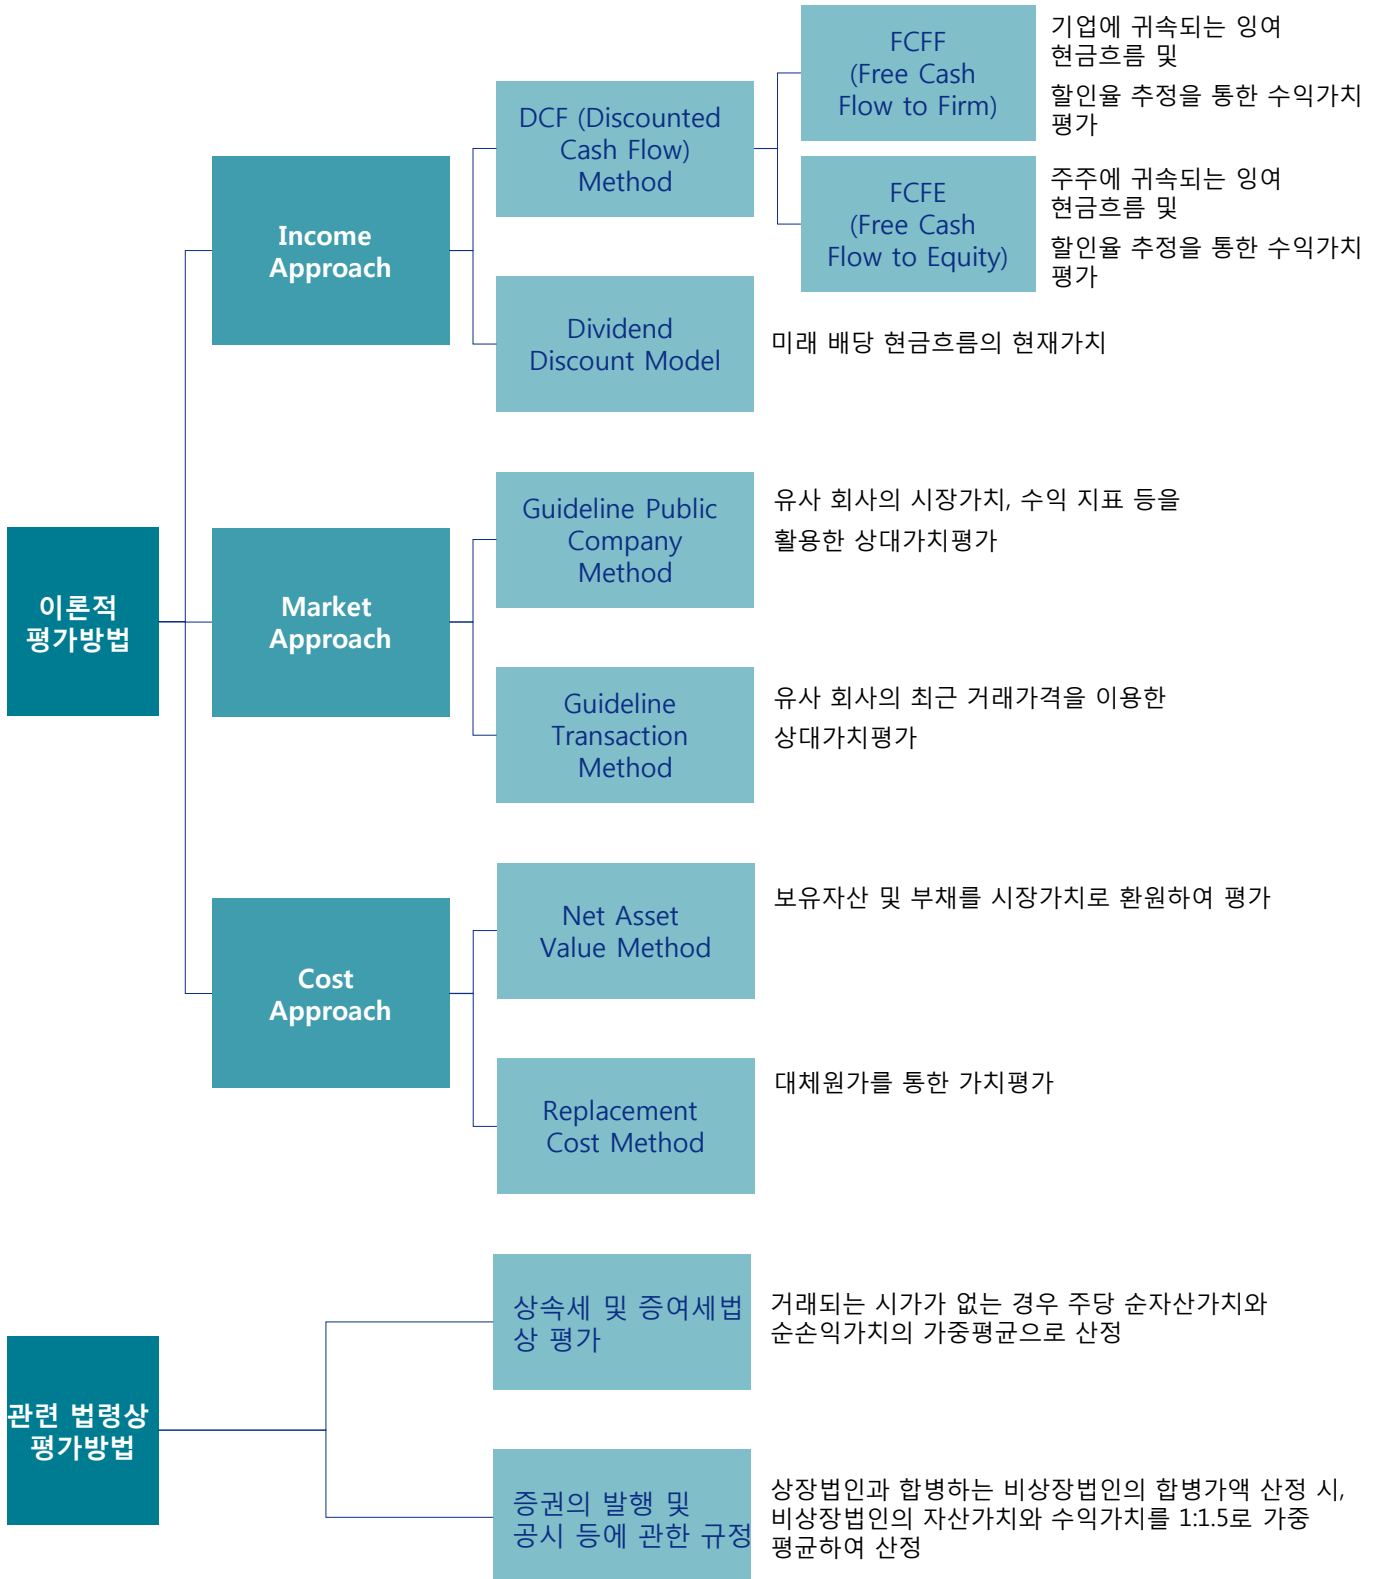 이론적
평가방법
Income
Approach
DCF (Discounted
Cash Flow)
Method
FCFF
(Free Cash
Flow to Firm)
기업에 귀속되는 잉여
현금흐름 및
할인율 추정을 통한 수익가치
평가
FCFE
(Free Cash
Flow to Equity)
주주에 귀속되는 잉여
현금흐름 및
할인율 추정을 통한 수익가치
평가
Dividend
Discount Model
미래 배당 현금흐름의 현재가치
Market
Approach
Guideline Public
Company
Method
유사 회사의 시장가치, 수익 지표 등을
활용한 상대가치평가
Guideline
Transaction
Method
유사 회사의 최근 거래가격을 이용한
상대가치평가
Cost
Approach
Net Asset
Value Method
보유자산 및 부채를 시장가치로 환원하여 평가
Replacement
Cost Method
대체원가를 통한 가치평가
관련 법령상
평가방법
상속세 및 증여세법
상 평가
거래되는 시가가 없는 경우 주당 순자산가치와
순손익가치의 가중평균으로 산정
증권의 발행 및
공시 등에 관한 규정
상장법인과 합병하는 비상장법인의 합병가액 산정 시,
비상장법인의 자산가치와 수익가치를 1:1.5로 가중
평균하여 산정